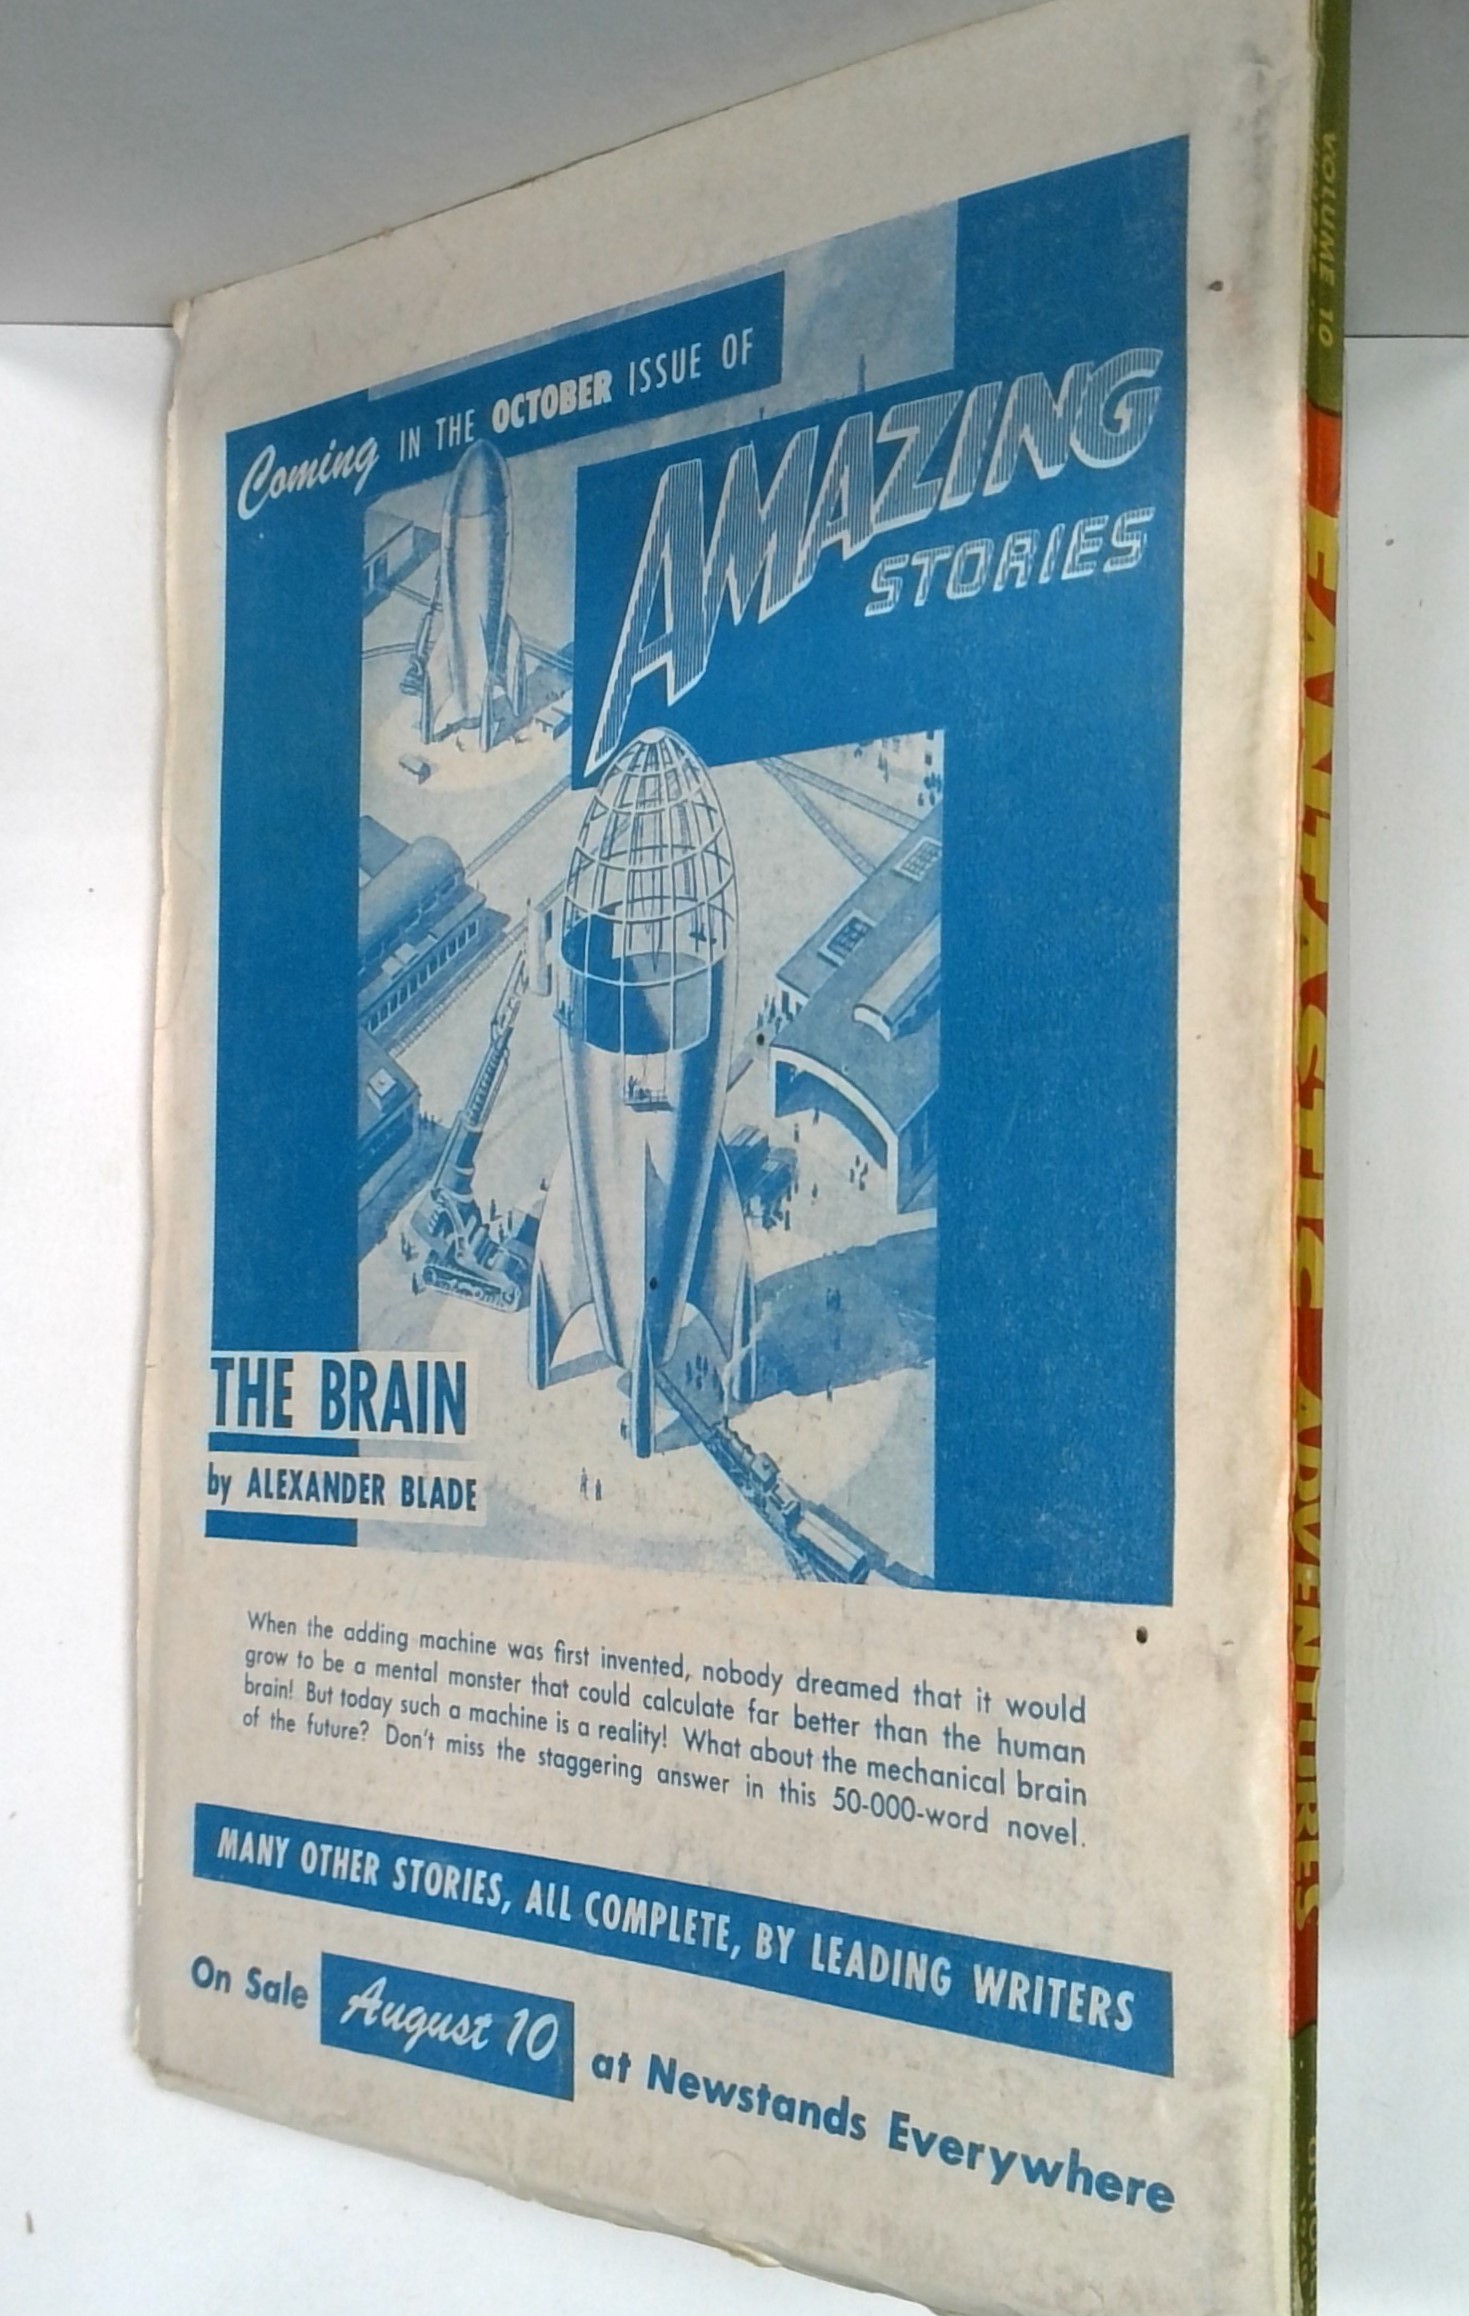 Coming IN THE OCTOBER ISSUE OF
AMAZING
STORIES
THE BRAIN
by ALEXANDER BLADE
When the adding machine was first invented, nobody dreamed that it would
grow to be a mental monster that could calculate far better than the human
brain! But today such a machine is a reality! What about the mechanical brain
of the future? Don't miss the staggering answer in this 50-000-word novel.
MANY OTHER STORIES, ALL COMPLETE, BY LEADING WRITERS
On Sale August 10 at Newstands Everywhere
VOLUME 10
FANTASTIC ADVENTURES